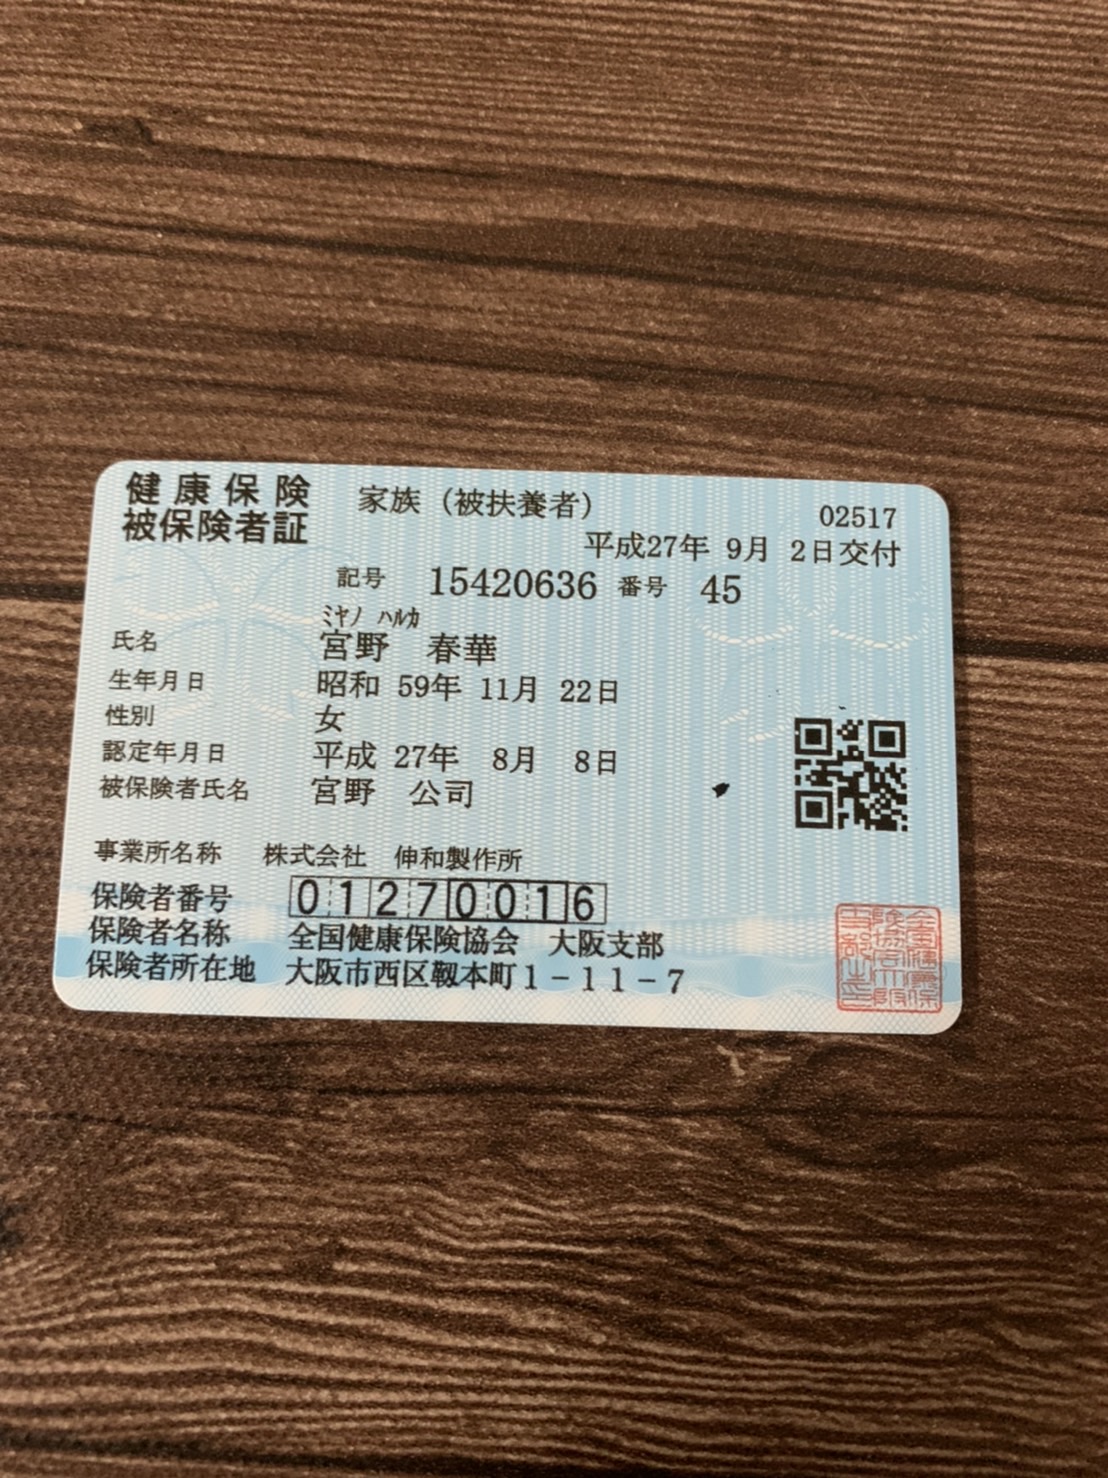 健康保険 家族（被扶養者） 02517
被保険者証 平成27年 9月 2日交付
記号 15420636 番号 45
ﾐﾔﾉ ﾊﾙｶ
氏名 宮野 春華
生年月日 昭和 59年 11月 22日
性別 女
認定年月日 平成 27年 8月 8日
被保険者氏名 宮野 公司
事業所名称 株式会社 伸和製作所
保険者番号 01270016
保険者名称 全国健康保険協会 大阪支部
保険者所在地 大阪市西区靱本町1－11－7